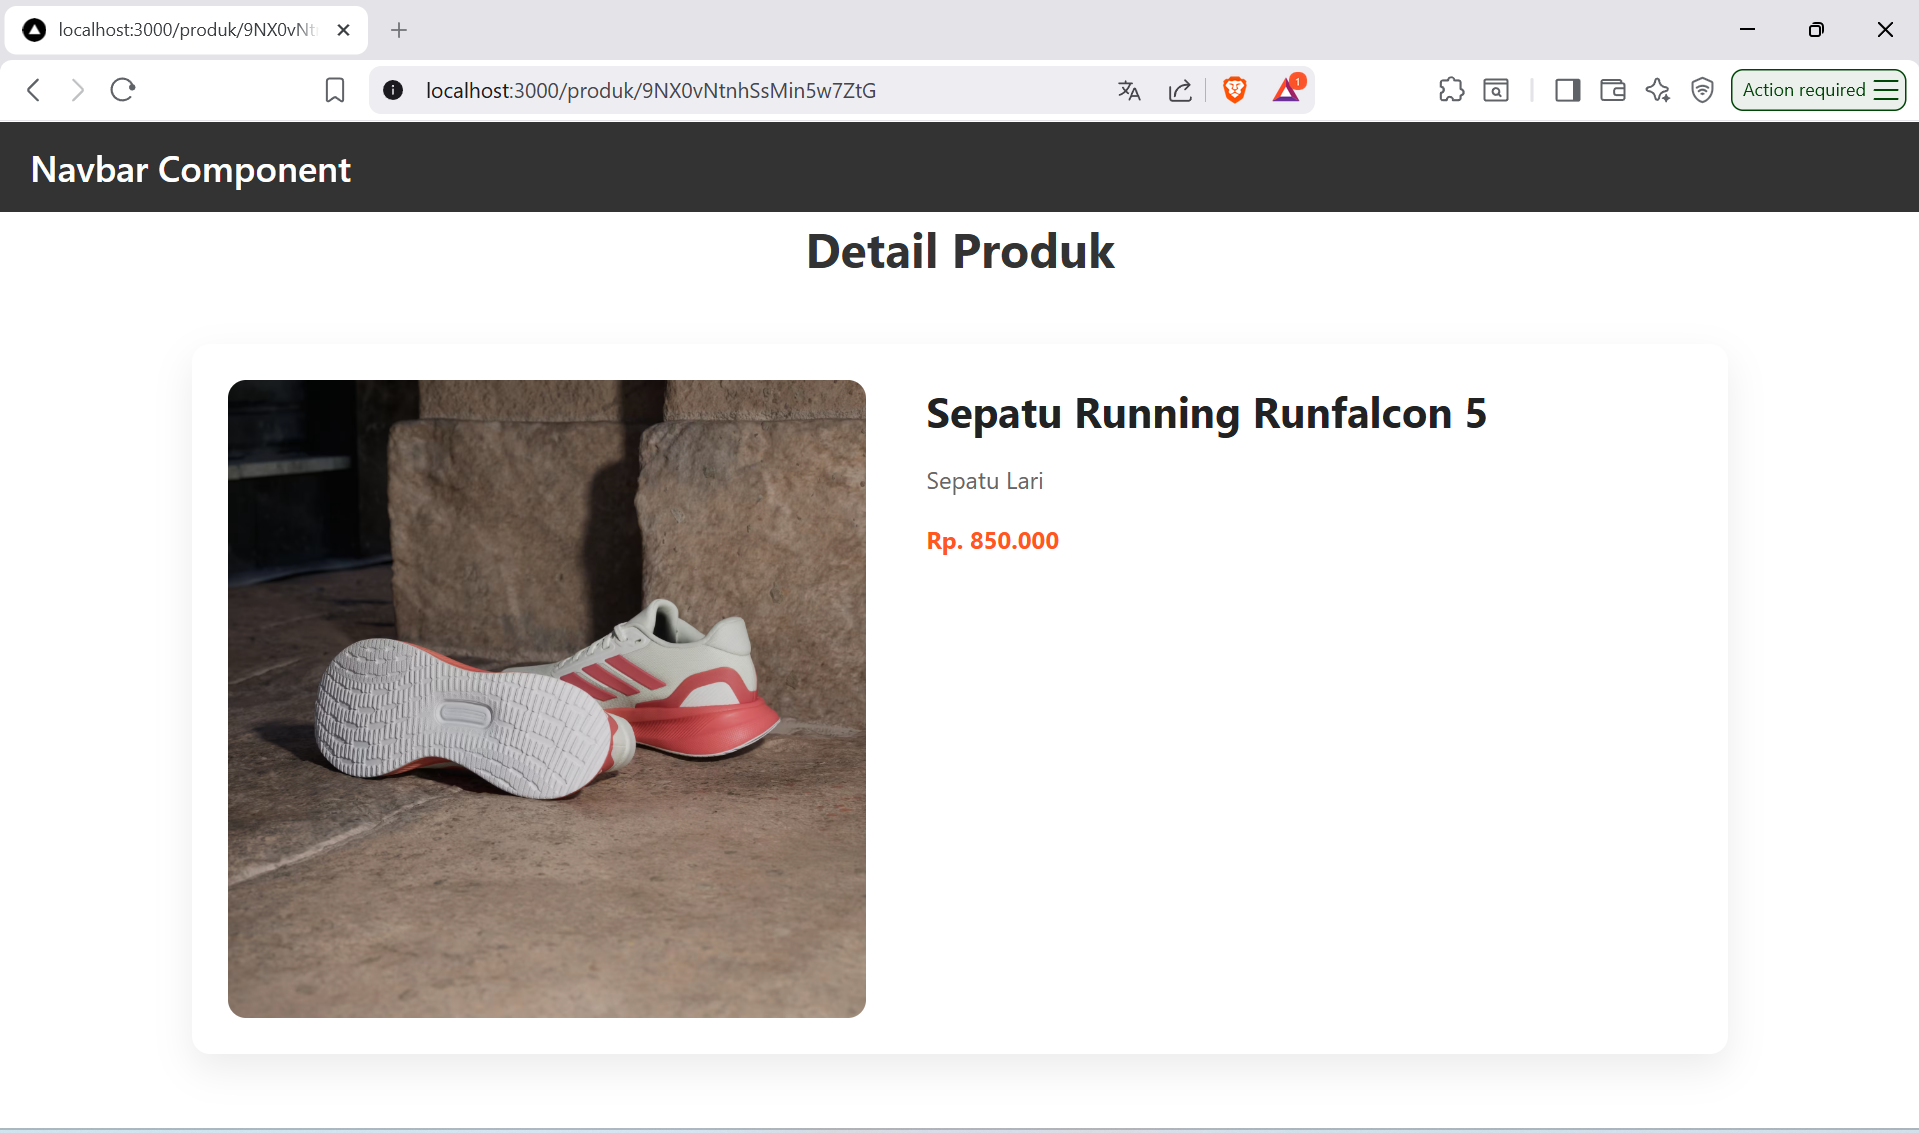 localhost:3000/produk/9NX0vNt
localhost:3000/produk/9NX0vNtnhSsMin5w7ZtG
1
Action required
Navbar Component
Detail Produk
Sepatu Running Runfalcon 5
Sepatu Lari
Rp. 850.000